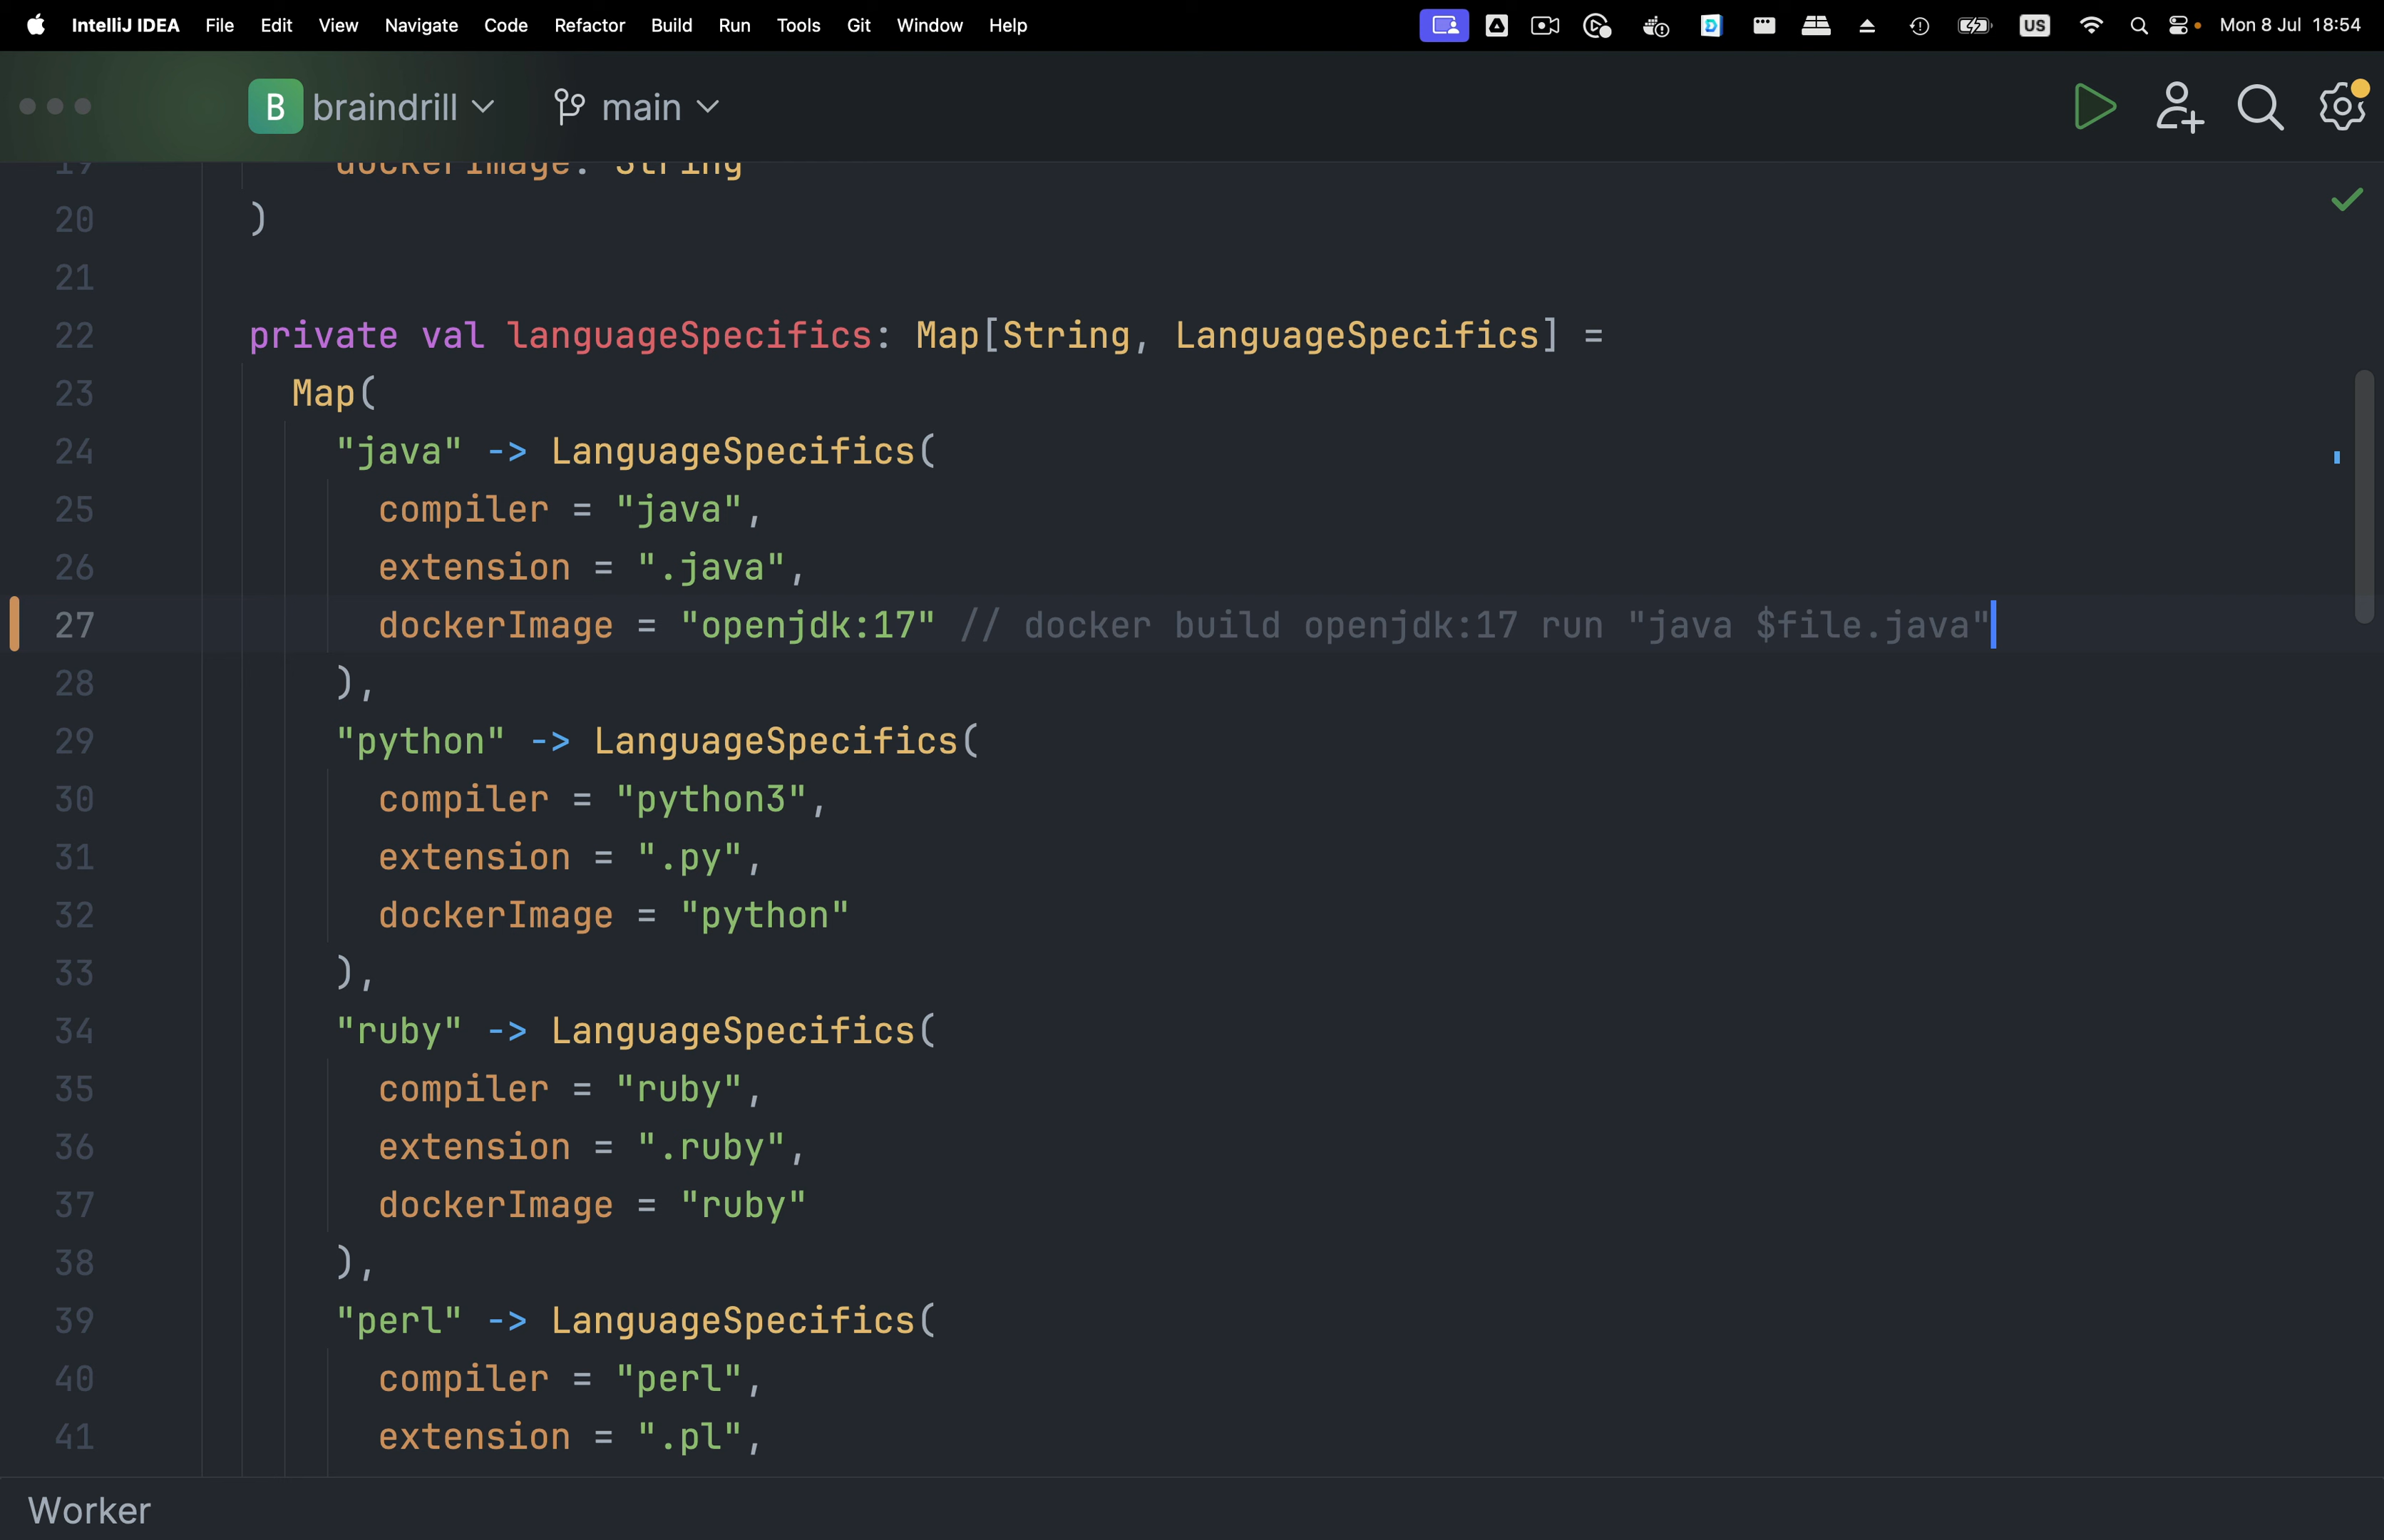 IntelliJ IDEA File Edit View Navigate Code Refactor Build Run Tools Git Window Help US Mon 8 Jul 18:54
B braindrill main
19 dockerImage: String
20 )
21
22 private val languageSpecifics: Map[String, LanguageSpecifics] =
23 Map(
24 "java" -> LanguageSpecifics(
25 compiler = "java",
26 extension = ".java",
27 dockerImage = "openjdk:17" // docker build openjdk:17 run "java $file.java"
28 ),
29 "python" -> LanguageSpecifics(
30 compiler = "python3",
31 extension = ".py",
32 dockerImage = "python"
33 ),
34 "ruby" -> LanguageSpecifics(
35 compiler = "ruby",
36 extension = ".ruby",
37 dockerImage = "ruby"
38 ),
39 "perl" -> LanguageSpecifics(
40 compiler = "perl",
41 extension = ".pl",
Worker